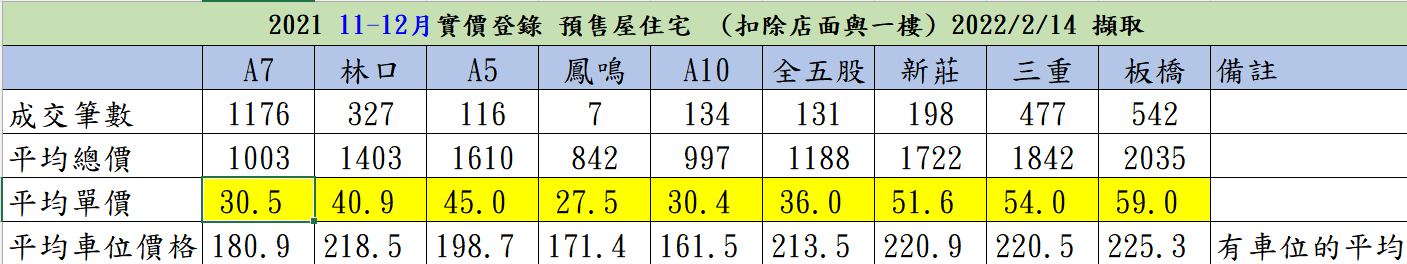 2021 11-12月實價登錄 預售屋住宅 (扣除店面與一樓) 2022/2/14 擷取
A7 林口 A5 鳳鳴 A10 全五股 新莊 三重 板橋 備註
成交筆數 1176 327 116 7 134 131 198 477 542
平均總價 1003 1403 1610 842 997 1188 1722 1842 2035
平均單價 30.5 40.9 45.0 27.5 30.4 36.0 51.6 54.0 59.0
平均車位價格 180.9 218.5 198.7 171.4 161.5 213.5 220.9 220.5 225.3 有車位的平均